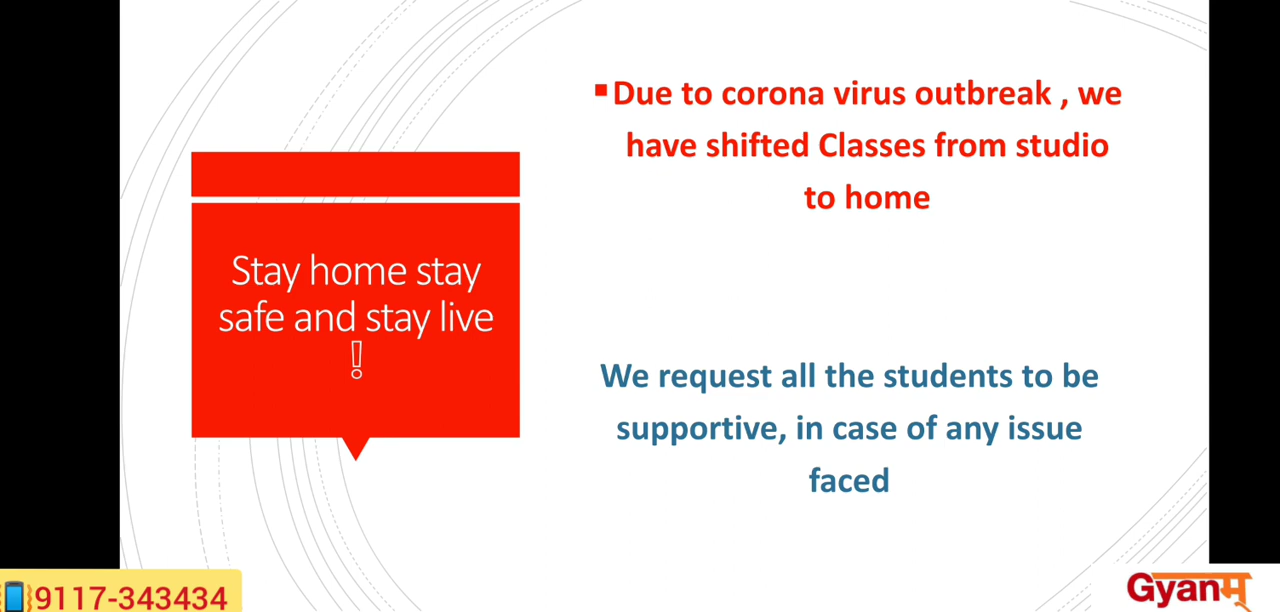 Stay home stay
safe and stay live
!
▪Due to corona virus outbreak , we
have shifted Classes from studio
to home
We request all the students to be
supportive, in case of any issue
faced
9117-343434
Gyanम्